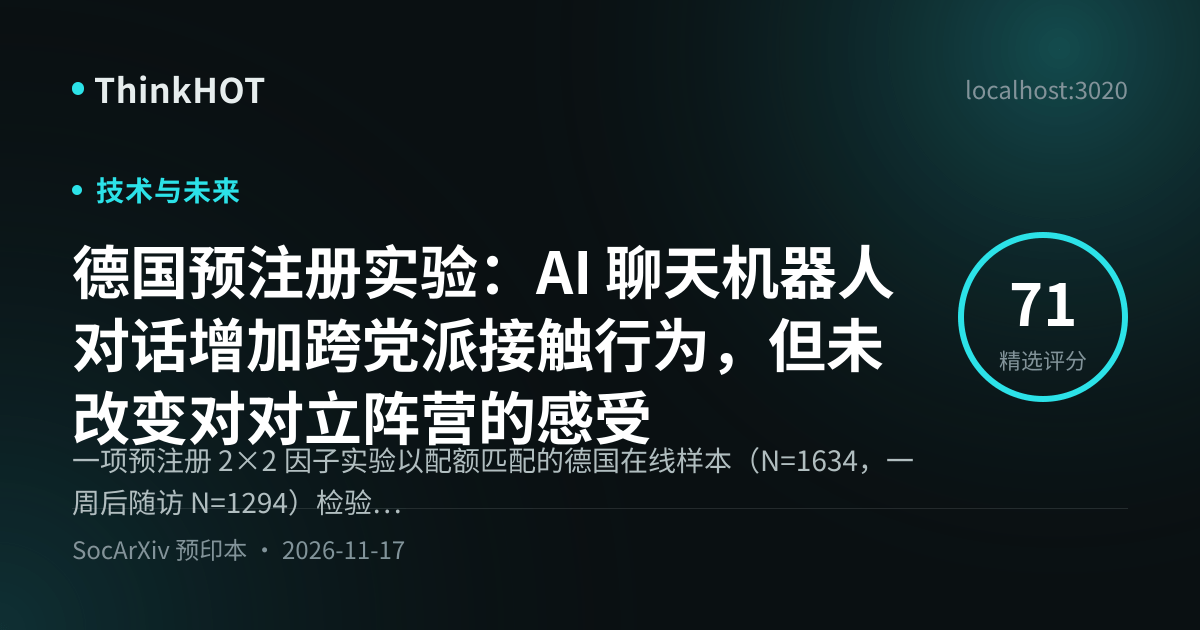 ThinkHOT
localhost:3020
技术与未来
德国预注册实验：AI 聊天机器人
对话增加跨党派接触行为，但未
改变对对立阵营的感受
71
精选评分
一项预注册 2×2 因子实验以配额匹配的德国在线样本（N=1634，一
周后随访 N=1294）检验…
SocArXiv 预印本 · 2026-11-17